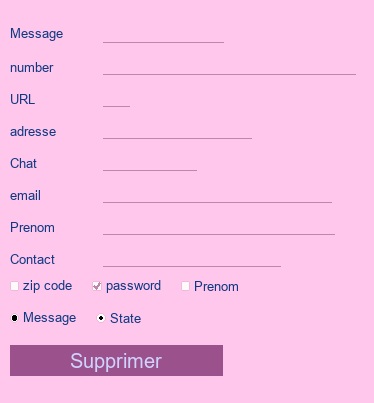 Message
number
URL
adresse
Chat
email
Prenom
Contact
zip code password Prenom
Message State
Supprimer